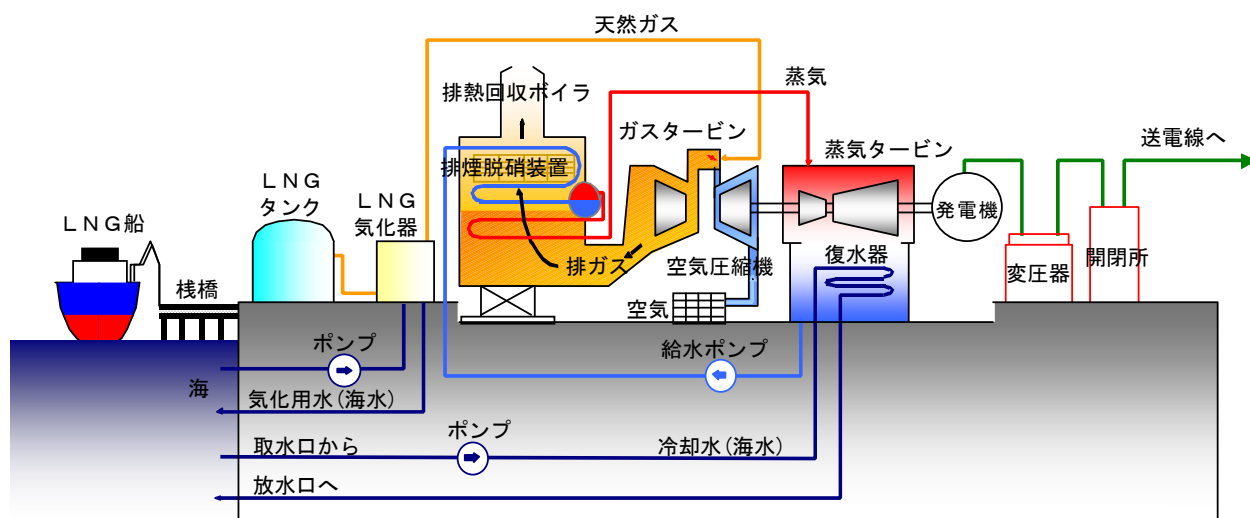 天然ガス
排熱回収ボイラ
蒸気
ガスタービン
送電線へ
排煙脱硝装置
蒸気タービン
ＬＮＧ
タンク
ＬＮＧ
気化器
ＬＮＧ船
発電機
排ガス
空気圧縮機
復水器
変圧器
開閉所
桟橋
空気
ポンプ
給水ポンプ
海
気化用水(海水)
ポンプ
取水口から
冷却水(海水)
放水口へ